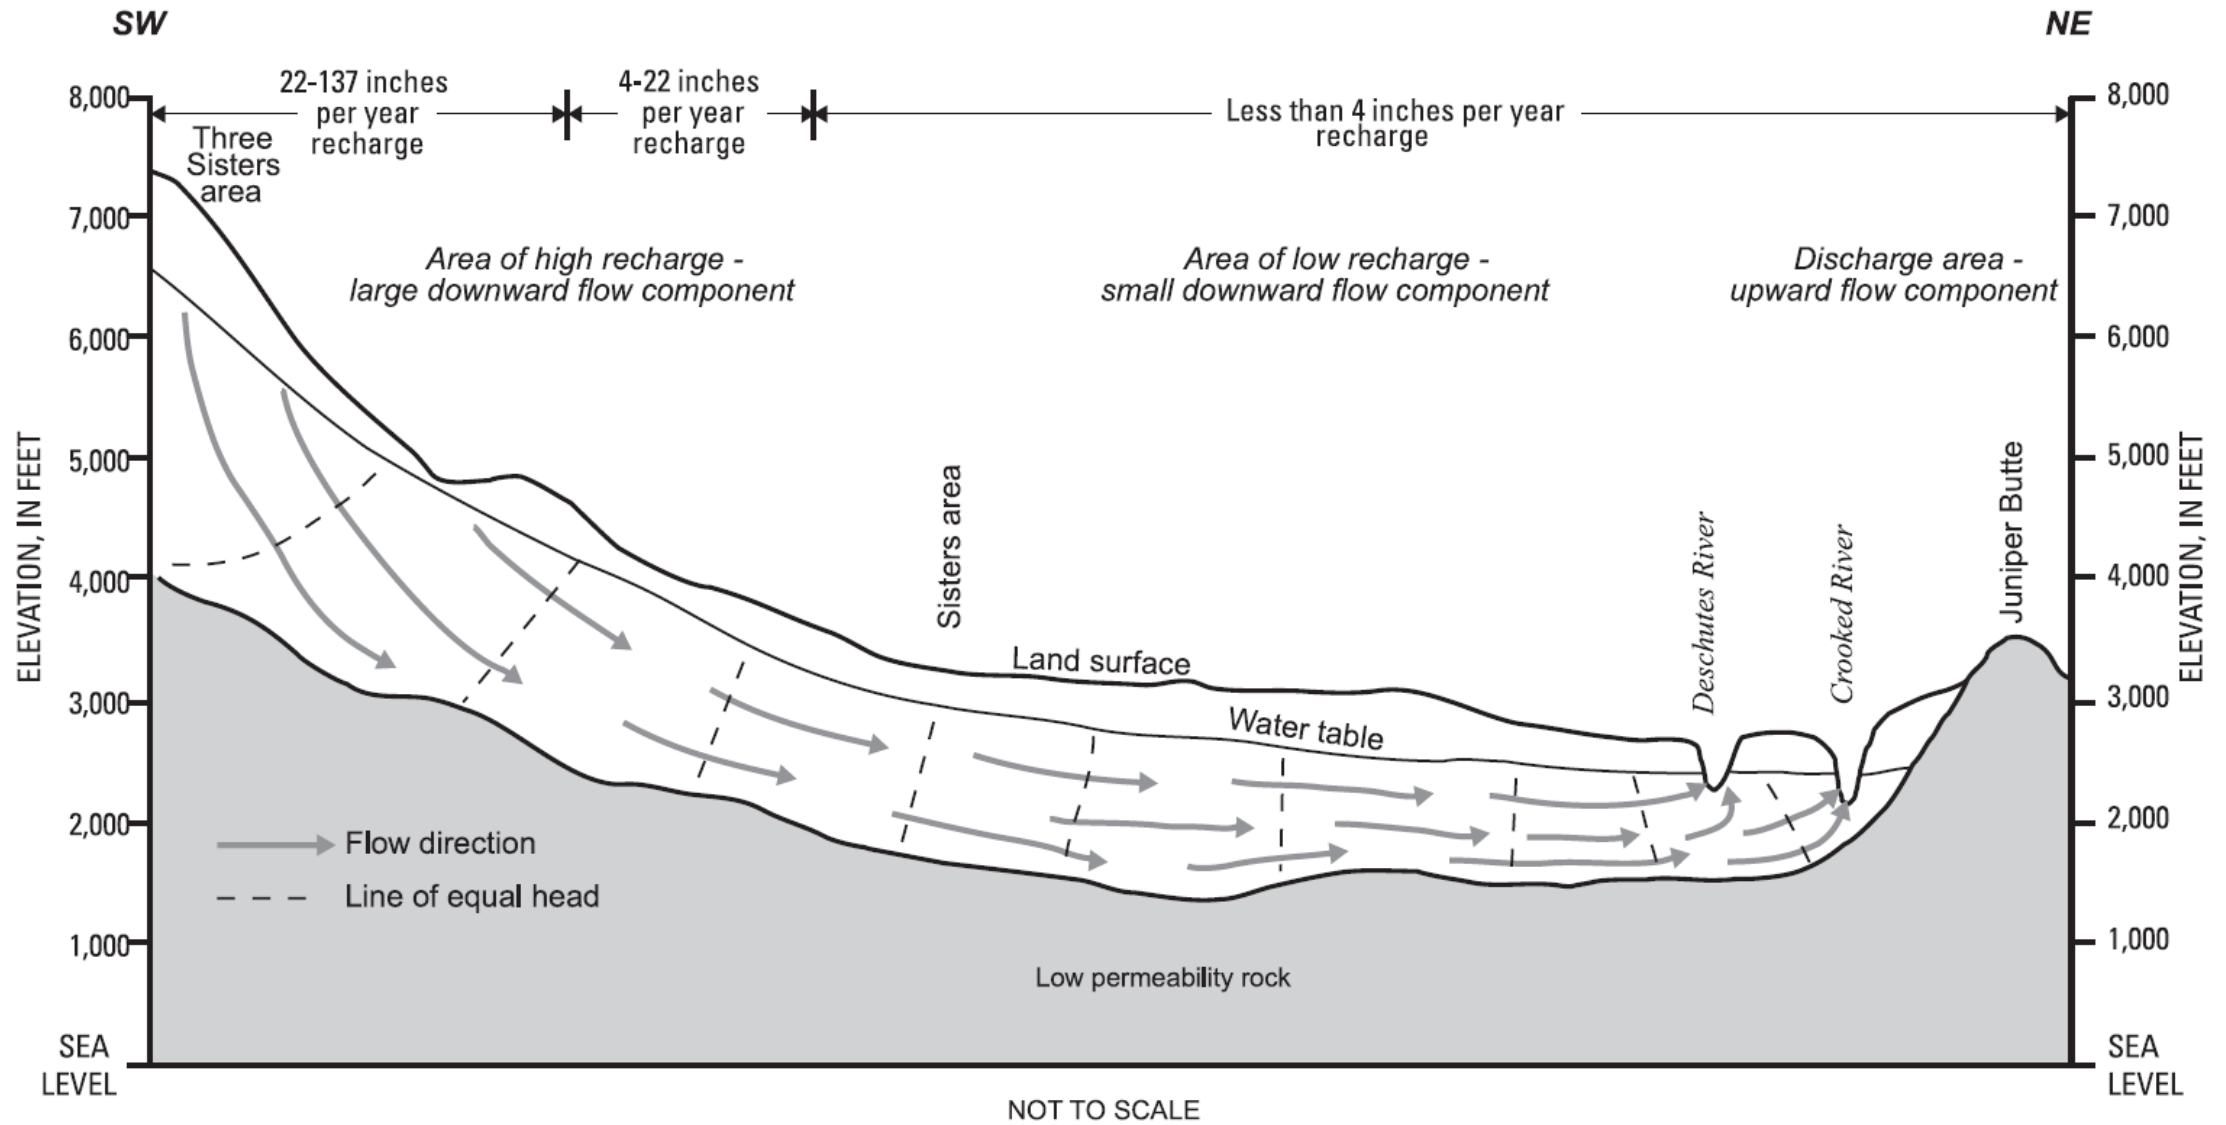 SW
NE
22-137 inches
per year
recharge
4-22 inches
per year
recharge
Less than 4 inches per year
recharge
8,000
7,000
6,000
5,000
4,000
3,000
2,000
1,000
SEA
LEVEL
ELEVATION, IN FEET
Three
Sisters
area
Area of high recharge -
large downward flow component
Area of low recharge -
small downward flow component
Discharge area -
upward flow component
Sisters area
Land surface
Water table
Deschutes River
Crooked River
Juniper Butte
Flow direction
Line of equal head
Low permeability rock
8,000
7,000
6,000
5,000
4,000
3,000
2,000
1,000
SEA
LEVEL
ELEVATION, IN FEET
NOT TO SCALE